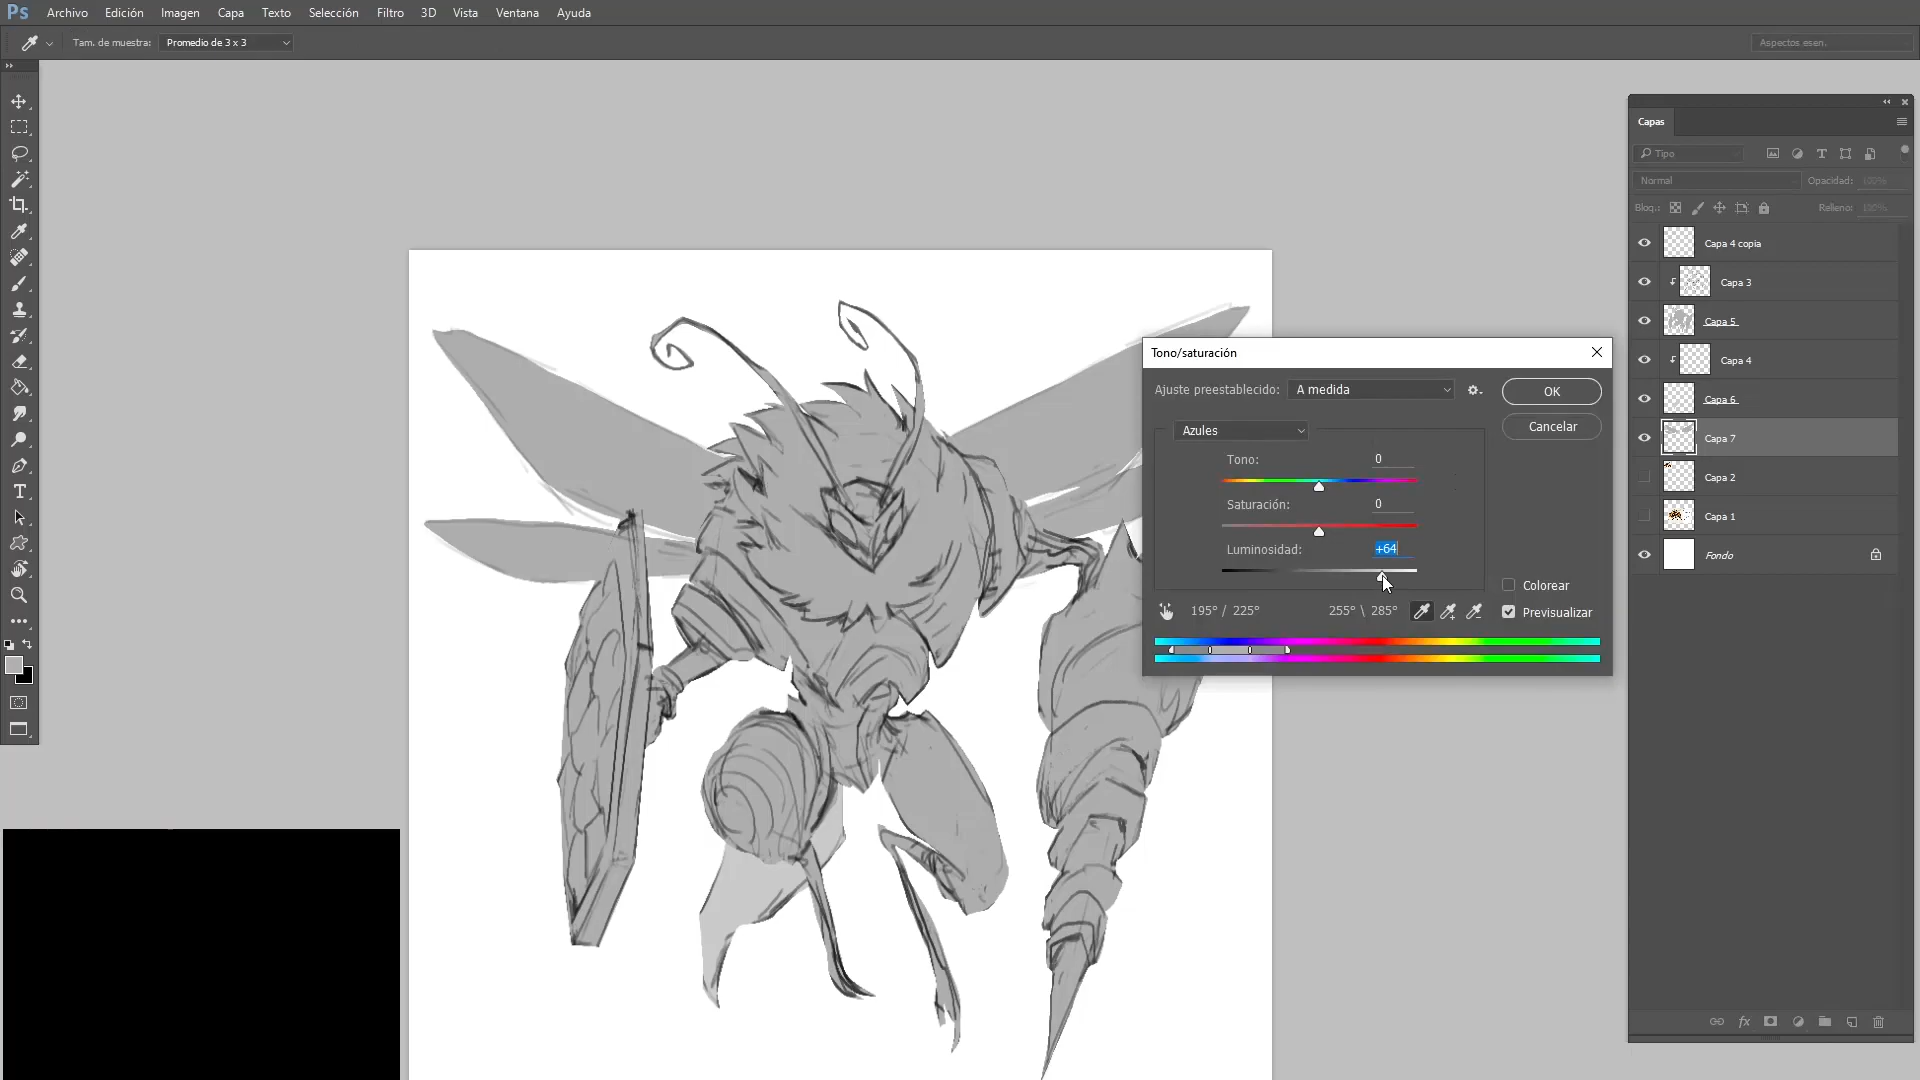 Ps Archivo Edición Imagen Capa Texto Selección Filtro 3D Vista Ventana Ayuda
Tam. de muestra: Promedio de 3 x 3 Aspectos esen.
Capas
Tipo
Normal Opacidad: 100%
Bloq.: Relleno: 100%
Capa 4 copia
Capa 3
Capa 5
Capa 4
Capa 6
Capa 7
Capa 2
Capa 1
Fondo
Tono/saturación
Ajuste preestablecido: A medida OK
Cancelar
Azules
Tono: 0
Saturación: 0
Luminosidad: +64
Colorear
195° / 225° 255° \ 285° Previsualizar
fx